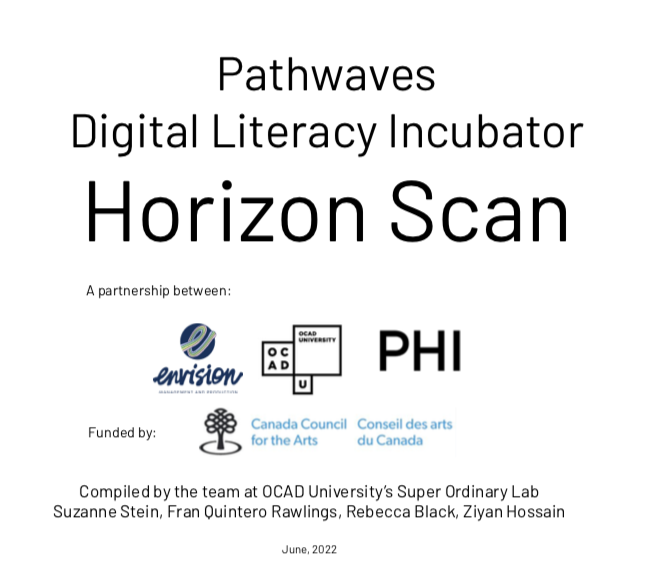 Pathwaves
Digital Literacy Incubator
Horizon Scan
A partnership between:
envision
MANAGEMENT AND PRODUCTION
OCAD
UNIVERSITY
OC
AD
U
PHI
Funded by:
Canada Council
for the Arts
Conseil des arts
du Canada
Compiled by the team at OCAD University's Super Ordinary Lab
Suzanne Stein, Fran Quintero Rawlings, Rebecca Black, Ziyan Hossain
June, 2022